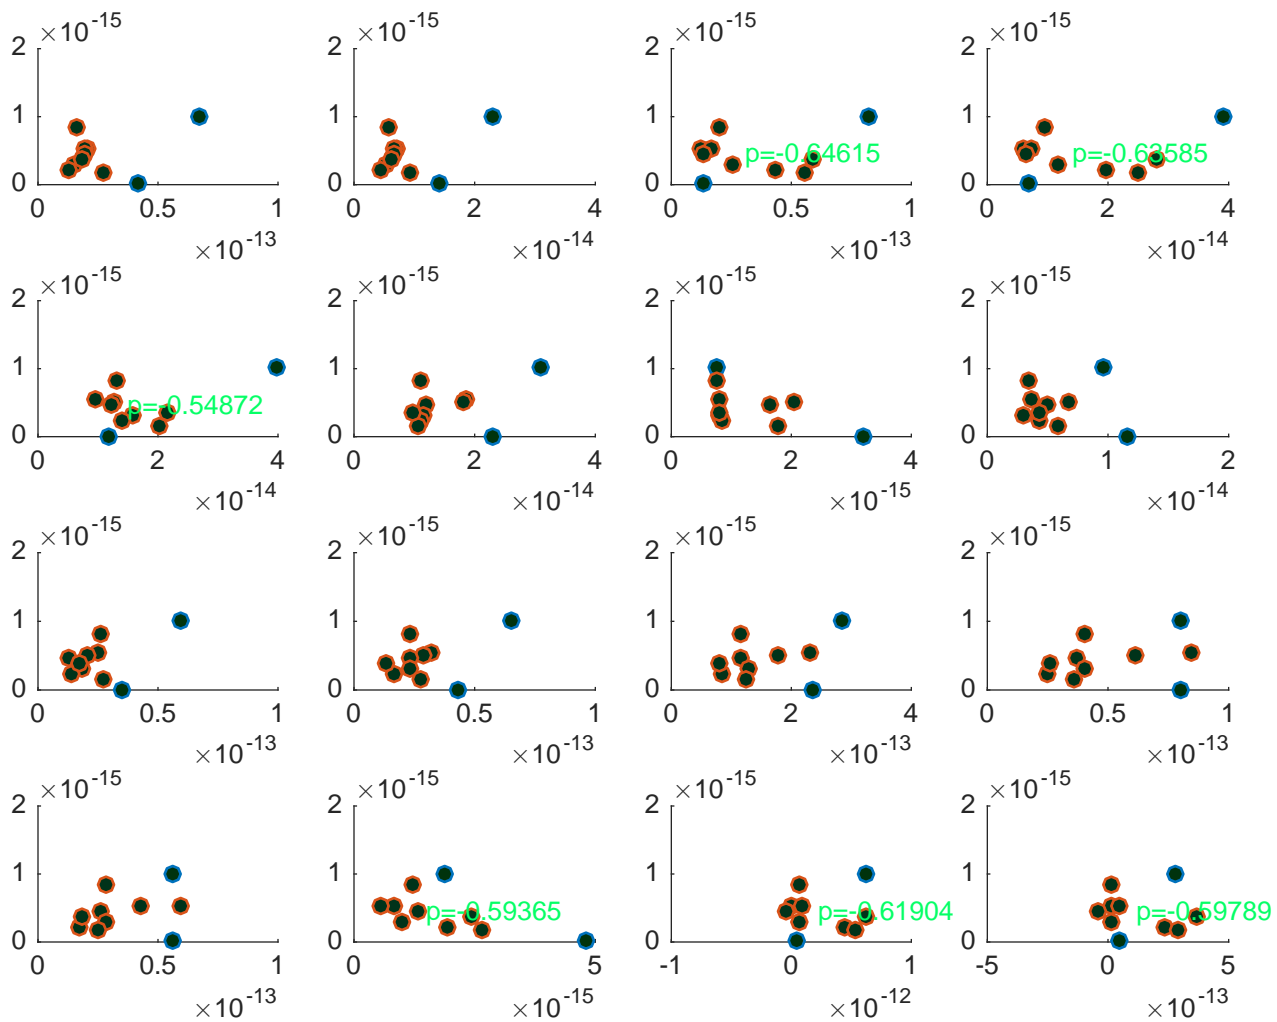 2 ×10-15 2 ×10-15 2 ×10-15 2 ×10-15
1 1 1 1
p=-0.64615 p=-0.63585
0 0 0 0
0 0.5 1 0 2 4 0 0.5 1 0 2 4
×10-13 ×10-14 ×10-13 ×10-14
2 ×10-15 2 ×10-15 2 ×10-15 2 ×10-15
1 1 1 1
p=-0.54872
0 0 0 0
0 2 4 0 2 4 0 2 4 0 1 2
×10-14 ×10-14 ×10-15 ×10-14
2 ×10-15 2 ×10-15 2 ×10-15 2 ×10-15
1 1 1 1
0 0 0 0
0 0.5 1 0 0.5 1 0 2 4 0 0.5 1
×10-13 ×10-13 ×10-13 ×10-13
2 ×10-15 2 ×10-15 2 ×10-15 2 ×10-15
1 1 1 1
p=-0.59365 p=-0.61904 p=-0.59789
0 0 0 0
0 0.5 1 0 5 -1 0 1 -5 0 5
×10-13 ×10-15 ×10-12 ×10-13